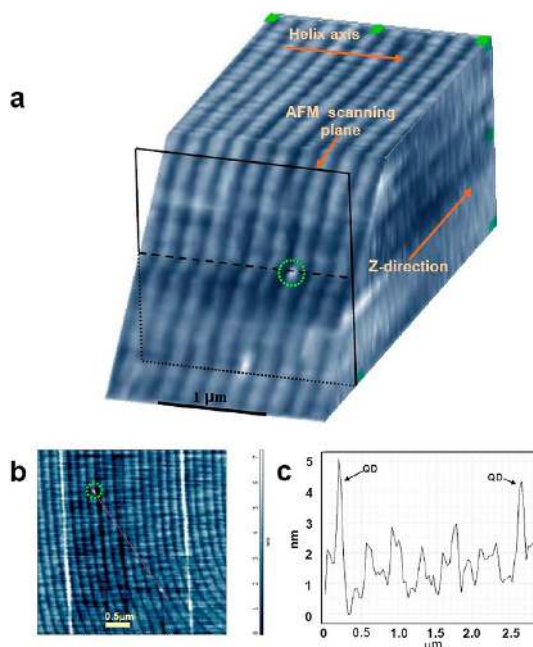 a
Helix axis
AFM scanning
plane
Z-direction
1 μm
b
0.5μm
c
nm
5
4
3
2
1
0
QD
QD
0
0.5
1.0
1.5
2.0
2.5
μm